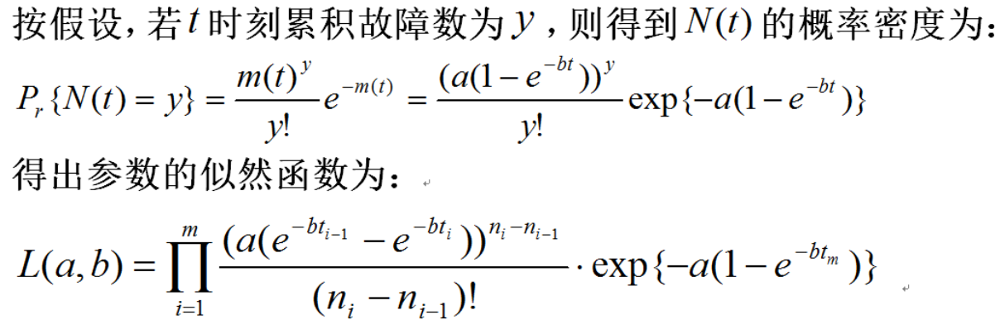 按假设，若 t 时刻累积故障数为 y ，则得到 N(t) 的概率密度为：
P_r{N(t) = y} = \frac{m(t)^y}{y!} e^{-m(t)} = \frac{(a(1-e^{-bt}))^y}{y!} exp{-a(1-e^{-bt})}
得出参数的似然函数为：
L(a,b) = \prod_{i=1}^{m} \frac{(a(e^{-bt_{i-1}} - e^{-bt_i}))^{n_i-n_{i-1}}}{(n_i - n_{i-1})!} · exp{-a(1-e^{-bt_m})}